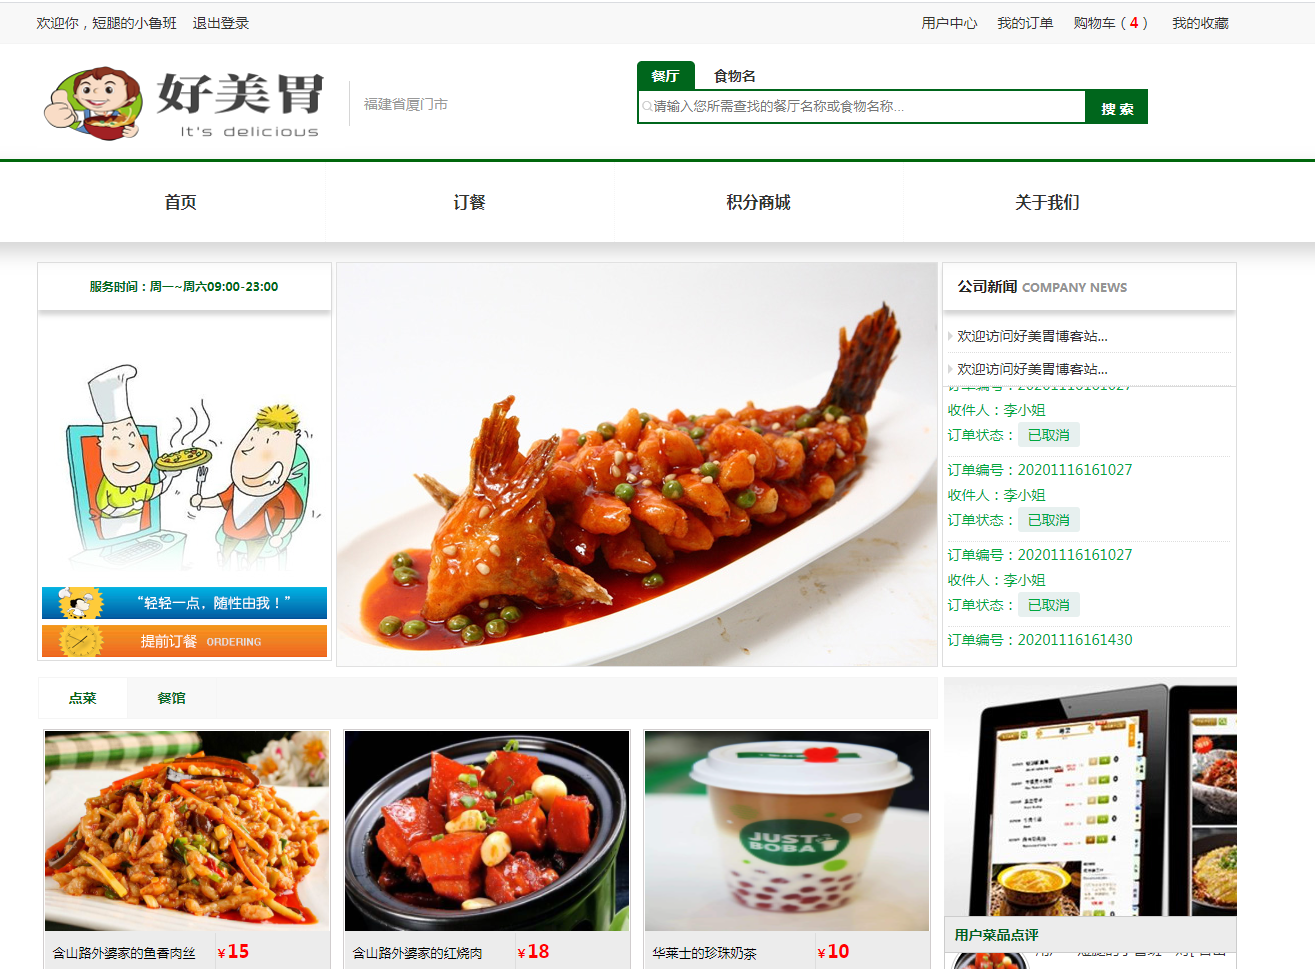 欢迎你，短腿的小鲁班 退出登录 用户中心 我的订单 购物车（4） 我的收藏
好美胃
It's delicious
福建省厦门市
餐厅 食物名
请输入您所需查找的餐厅名称或食物名称...
搜 索
首页 订餐 积分商城 关于我们
服务时间：周一~周六09:00-23:00
“轻轻一点，随性由我！”
提前订餐 ORDERING
公司新闻 COMPANY NEWS
欢迎访问好美胃博客站...
欢迎访问好美胃博客站...
订单编号：20201116161027
收件人：李小姐
订单状态： 已取消
订单编号：20201116161027
收件人：李小姐
订单状态： 已取消
订单编号：20201116161027
收件人：李小姐
订单状态： 已取消
订单编号：20201116161430
点菜 餐馆
JUST
BOBA
含山路外婆家的鱼香肉丝 ￥15
含山路外婆家的红烧肉 ￥18
华莱士的珍珠奶茶 ￥10
用户菜品点评